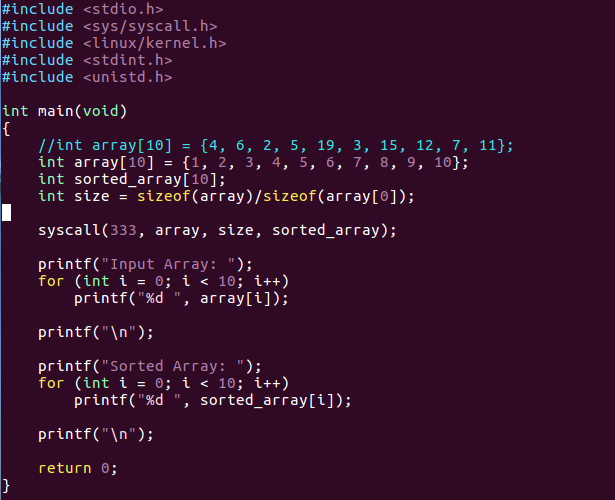 #include <stdio.h>
#include <sys/syscall.h>
#include <linux/kernel.h>
#include <stdint.h>
#include <unistd.h>

int main(void)
{
    //int array[10] = {4, 6, 2, 5, 19, 3, 15, 12, 7, 11};
    int array[10] = {1, 2, 3, 4, 5, 6, 7, 8, 9, 10};
    int sorted_array[10];
    int size = sizeof(array)/sizeof(array[0]);

    syscall(333, array, size, sorted_array);

    printf("Input Array: ");
    for (int i = 0; i < 10; i++)
        printf("%d ", array[i]);

    printf("\n");

    printf("Sorted Array: ");
    for (int i = 0; i < 10; i++)
        printf("%d ", sorted_array[i]);

    printf("\n");

    return 0;
}